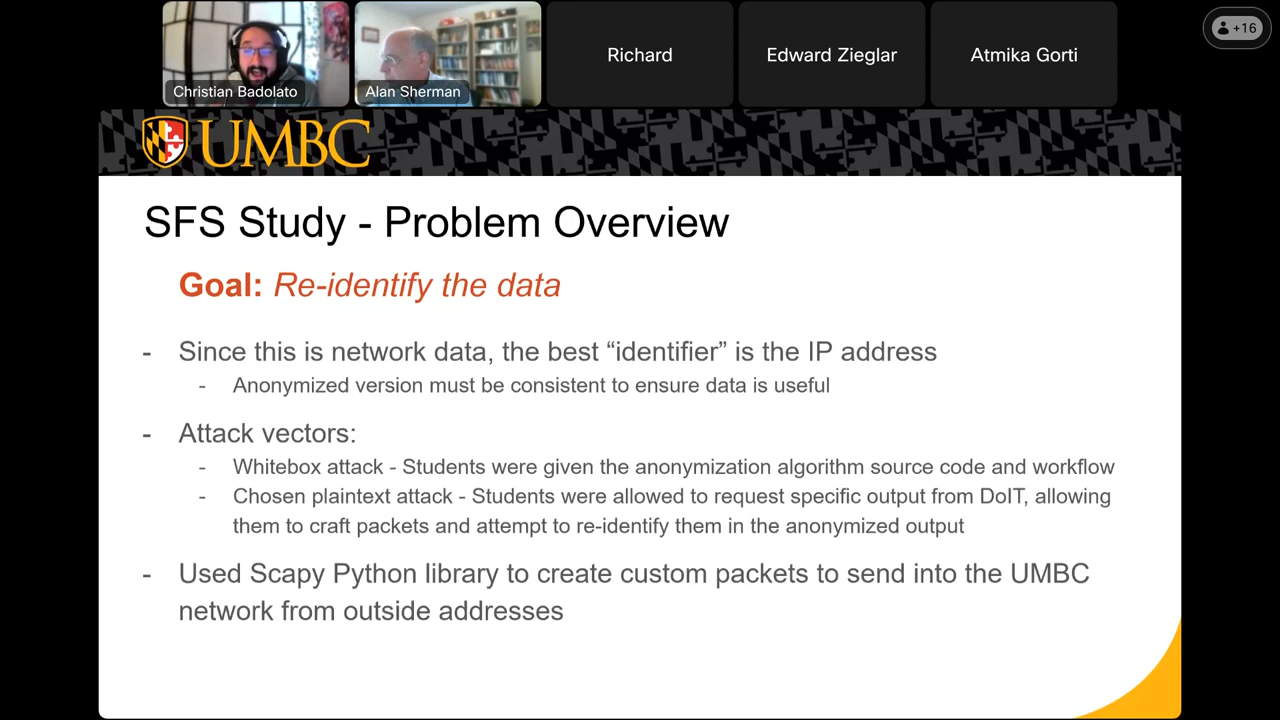 Christian Badolato
Alan Sherman
Richard
Edward Zieglar
Atmika Gorti
+16
UMBC
SFS Study - Problem Overview
Goal: Re-identify the data
- Since this is network data, the best “identifier” is the IP address
- Anonymized version must be consistent to ensure data is useful
- Attack vectors:
- Whitebox attack - Students were given the anonymization algorithm source code and workflow
- Chosen plaintext attack - Students were allowed to request specific output from DoIT, allowing
them to craft packets and attempt to re-identify them in the anonymized output
- Used Scapy Python library to create custom packets to send into the UMBC
network from outside addresses